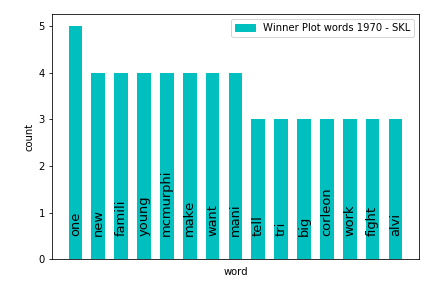 Winner Plot words 1970 - SKL
count
5
4
3
2
1
0
one
new
famili
young
mcmurphi
make
want
mani
tell
tri
big
corleon
work
fight
alvi
word